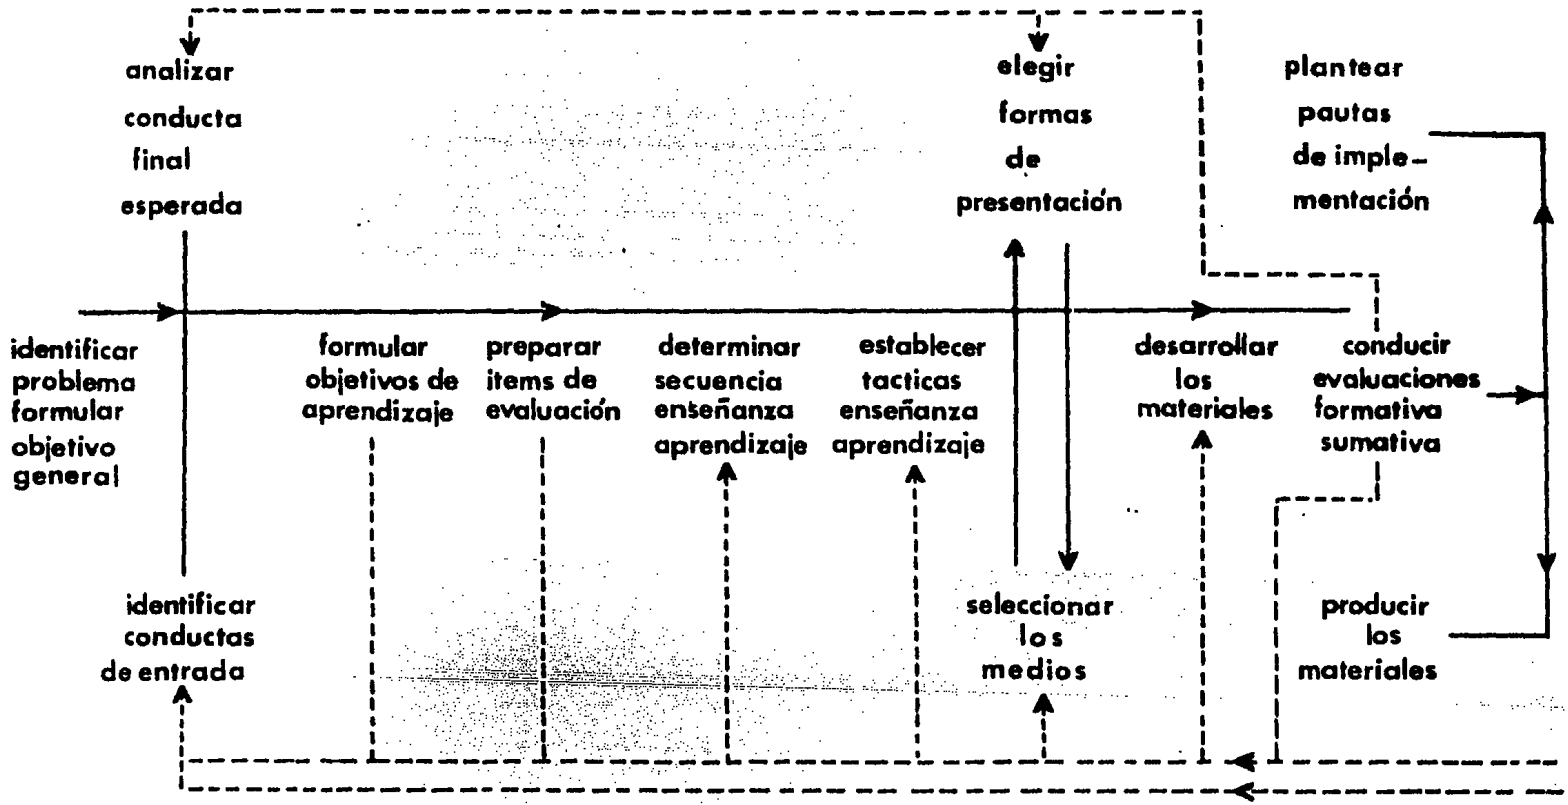 analizar
conducta
final
esperada
elegir
formas
de
presentación
plantear
pautas
de imple-
mentación
identificar
problema
formular
objetivo
general
formular
objetivos de
aprendizaje
preparar
items de
evaluación
determinar
secuencia
enseñanza
aprendizaje
establecer
tacticas
enseñanza
aprendizaje
desarrollar
los
materiales
conducir
evaluaciones
formativa
sumativa
identificar
conductas
de entrada
seleccionar
los
medios
producir
los
materiales